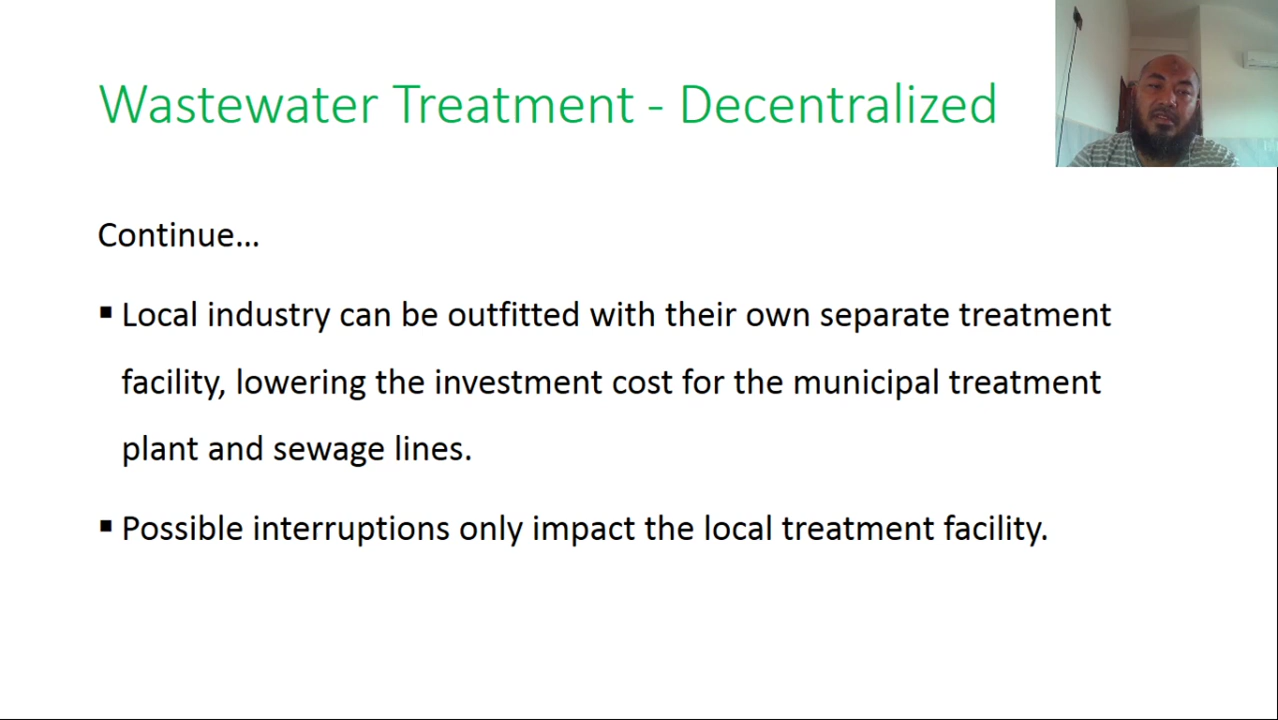 Wastewater Treatment - Decentralized
Continue...
▪ Local industry can be outfitted with their own separate treatment
facility, lowering the investment cost for the municipal treatment
plant and sewage lines.
▪ Possible interruptions only impact the local treatment facility.